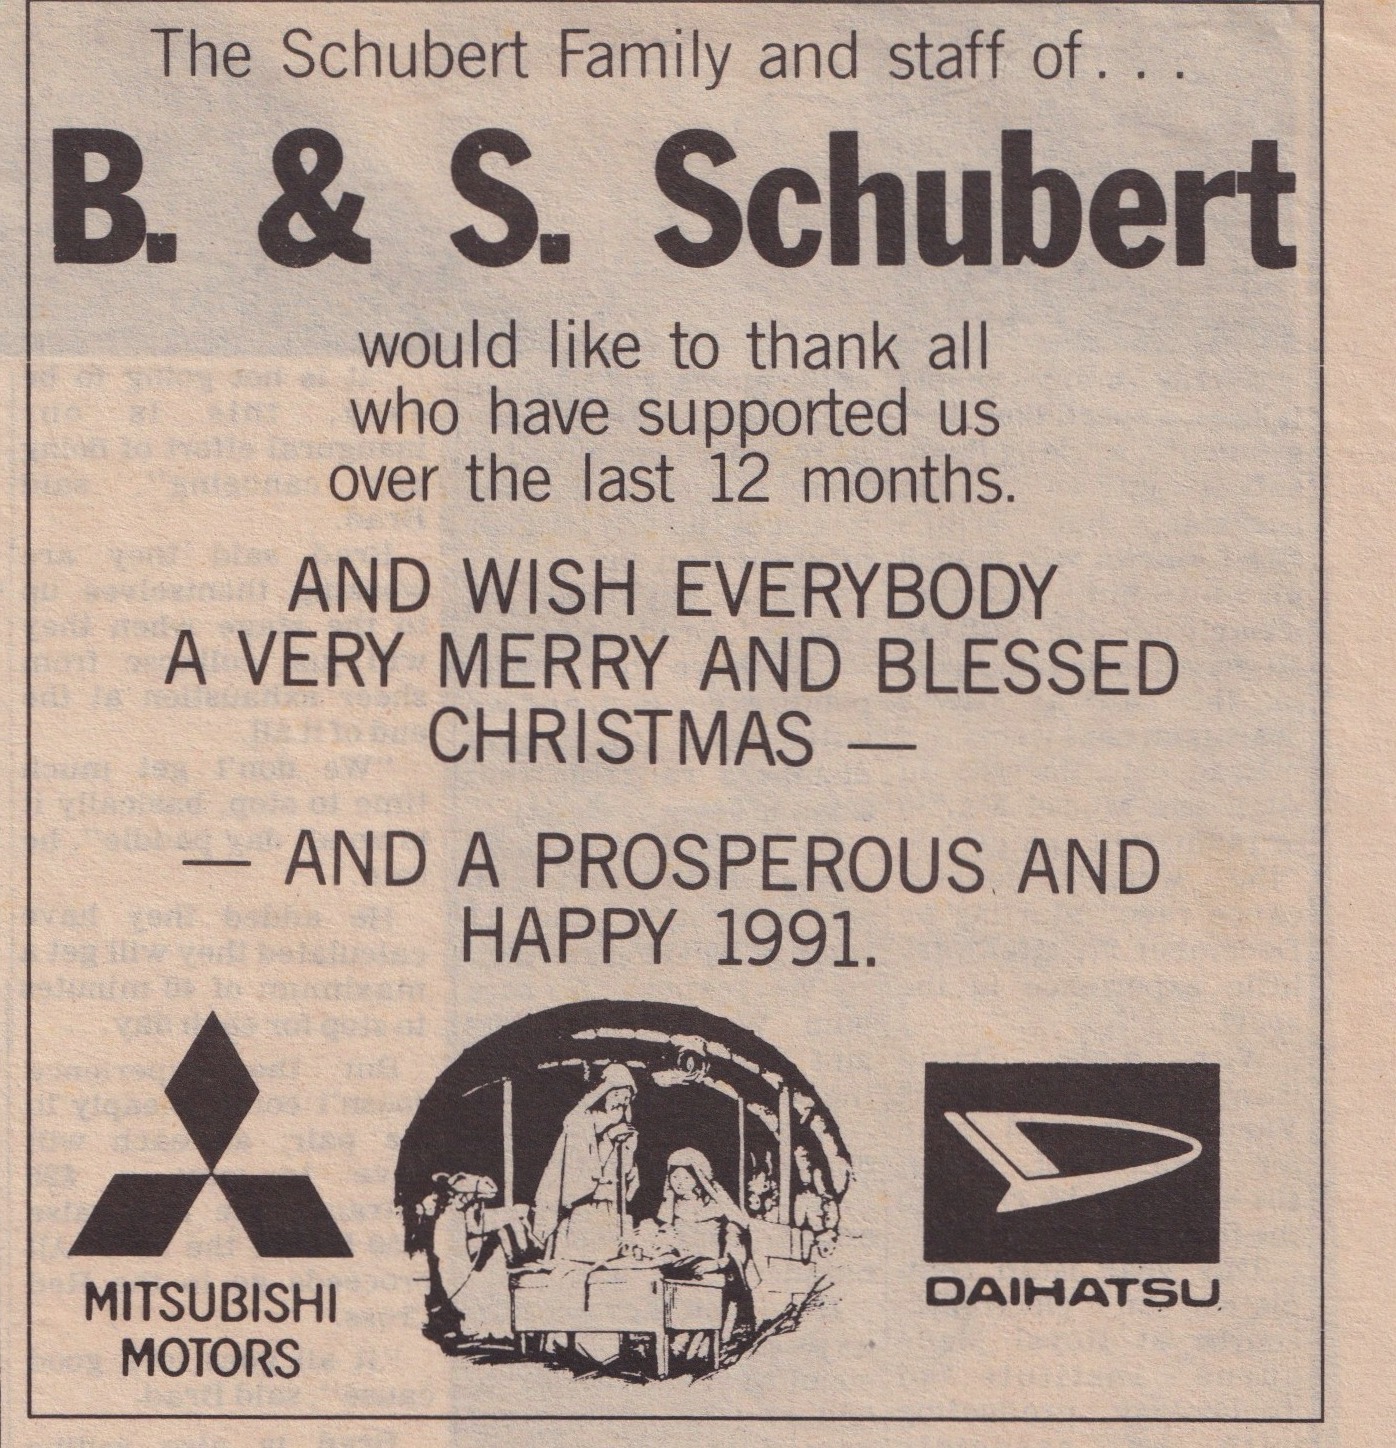 The Schubert Family and staff of. . .
B. & S. Schubert
would like to thank all
who have supported us
over the last 12 months.
AND WISH EVERYBODY
A VERY MERRY AND BLESSED
CHRISTMAS —
— AND A PROSPEROUS AND
HAPPY 1991.
MITSUBISHI
MOTORS
DAIHATSU